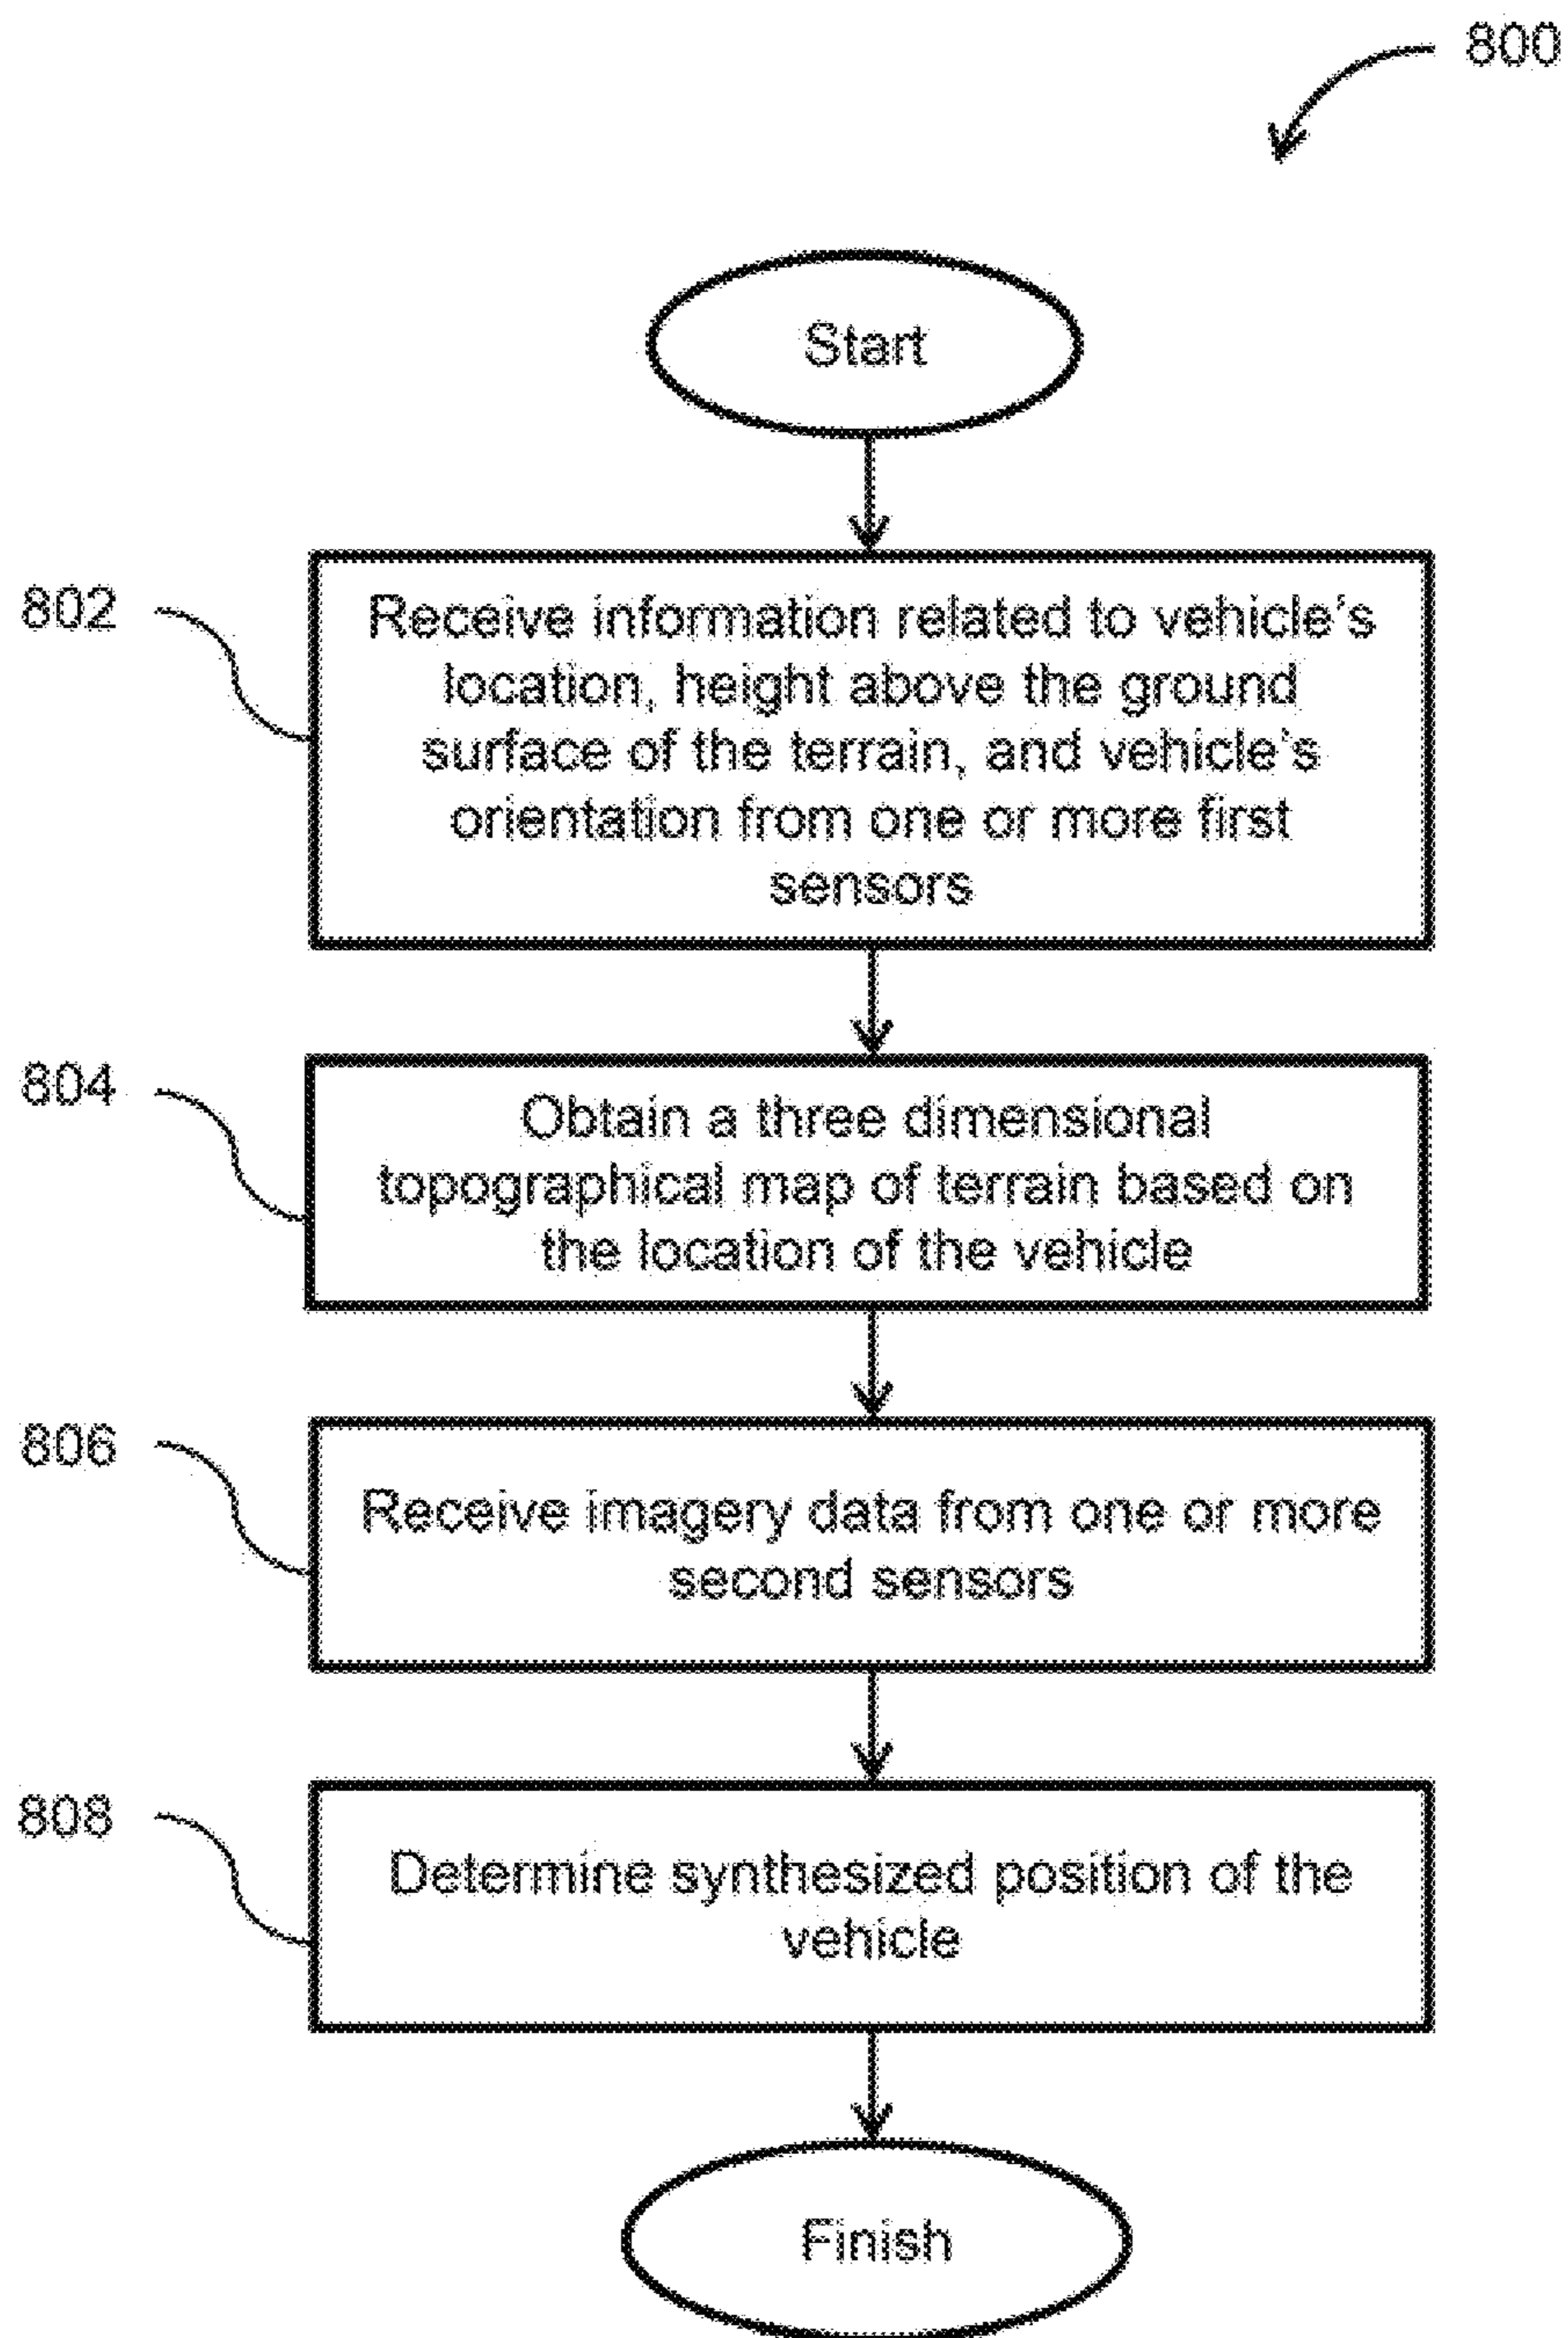 800
Start
802
Receive information related to vehicle's
location, height above the ground
surface of the terrain, and vehicle's
orientation from one or more first
sensors
804
Obtain a three dimensional
topographical map of terrain based on
the location of the vehicle
806
Receive imagery data from one or more
second sensors
808
Determine synthesized position of the
vehicle
Finish